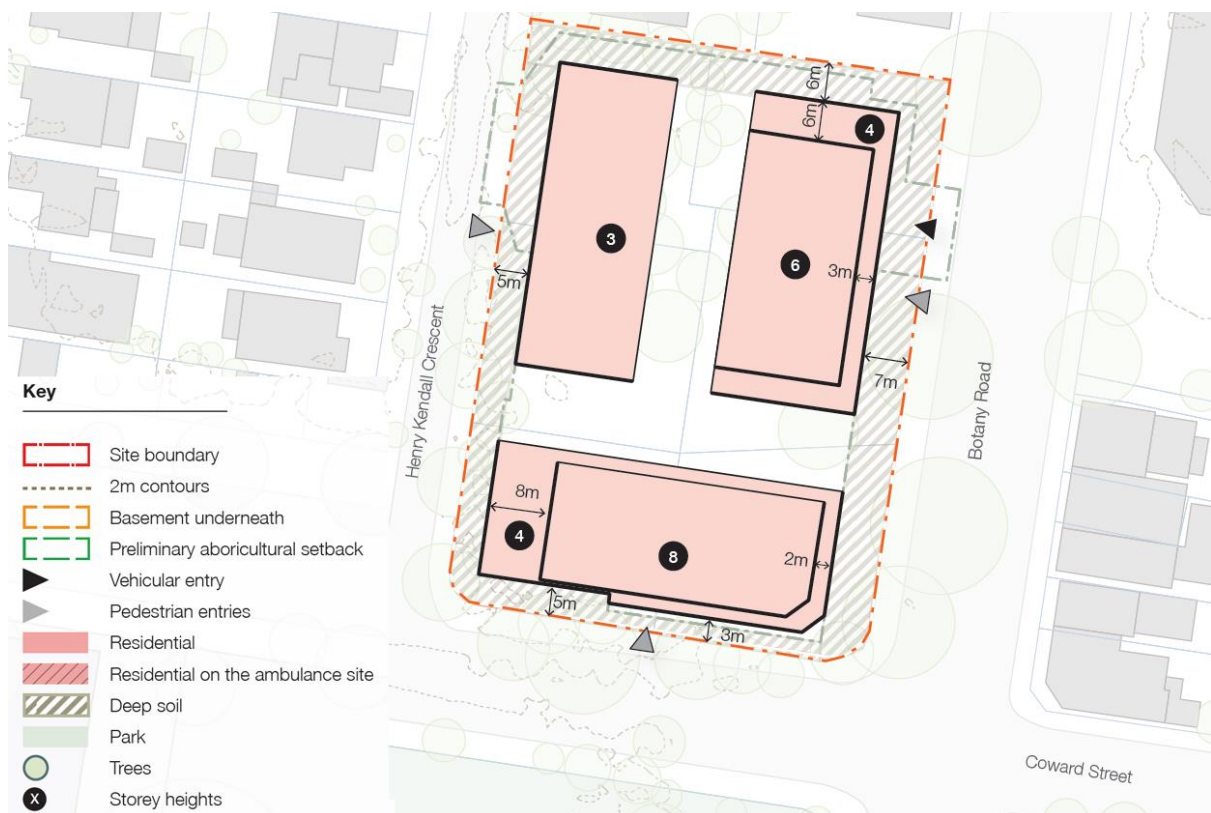 6m
6m
4
3
6
3m
5m
7m
Henry Kendall Crescent
Botany Road
8m
4
8
2m
5m
3m
Coward Street
Key
Site boundary
2m contours
Basement underneath
Preliminary aboricultural setback
Vehicular entry
Pedestrian entries
Residential
Residential on the ambulance site
Deep soil
Park
Trees
X Storey heights